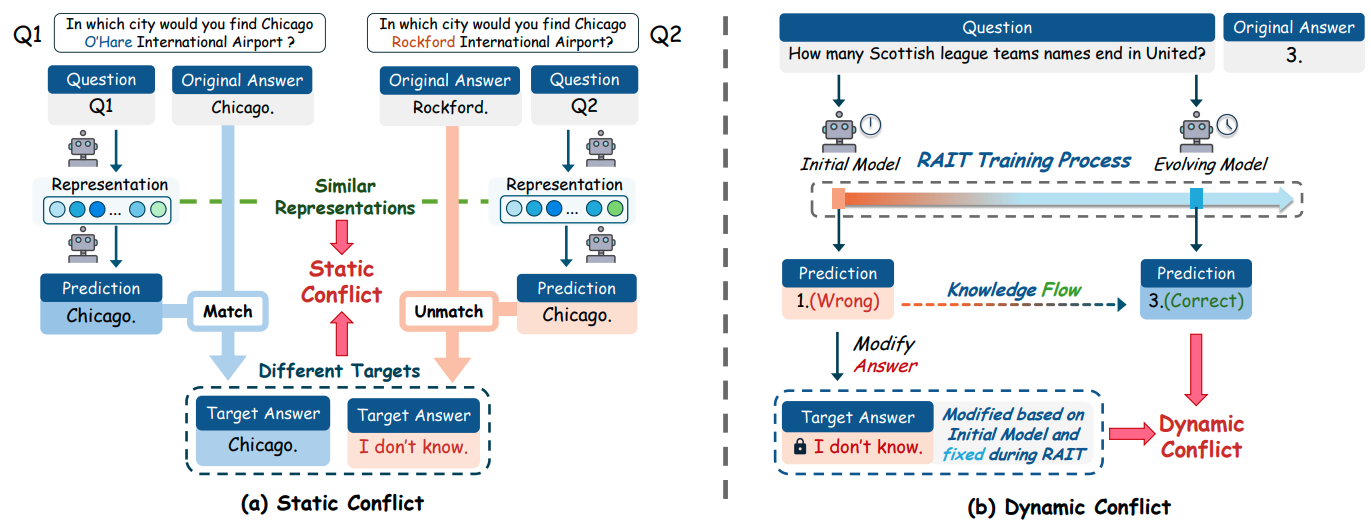 Q1
In which city would you find Chicago
O'Hare International Airport ?
In which city would you find Chicago
Rockford International Airport?
Q2
Question
Q1
Original Answer
Chicago.
Original Answer
Rockford.
Question
Q2
Representation
...
Similar
Representations
Representation
...
Static
Conflict
Prediction
Chicago.
Match
Unmatch
Prediction
Chicago.
Different Targets
Target Answer
Chicago.
Target Answer
I don't know.
(a) Static Conflict
Question
How many Scottish league teams names end in United?
Original Answer
3.
Initial Model
RAIT Training Process
Evolving Model
Prediction
1.(Wrong)
Knowledge Flow
Prediction
3.(Correct)
Modify
Answer
Target Answer
I don't know.
Modified based on
Initial Model and
fixed during RAIT
Dynamic
Conflict
(b) Dynamic Conflict